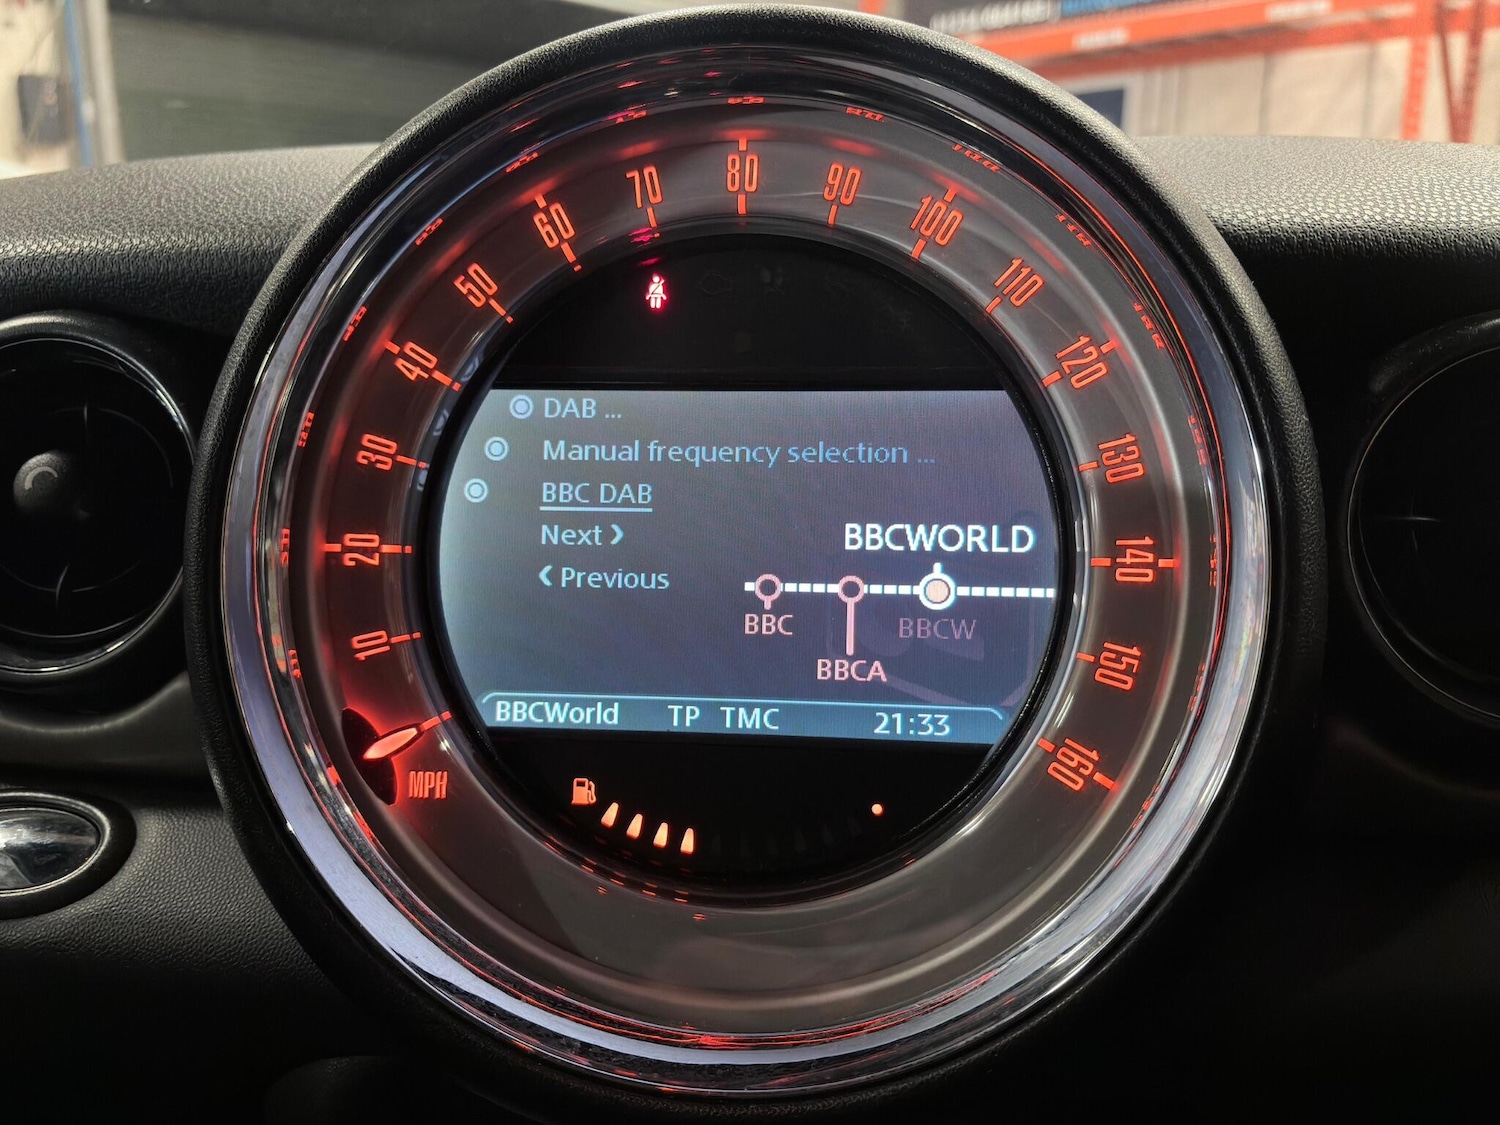 10
20
30
40
50
60
70
80
90
100
110
120
130
140
150
160
MPH
DAB ...
Manual frequency selection ...
BBC DAB
Next ❯
❮ Previous
BBCWORLD
BBC
BBCW
BBCA
BBCWorld TP TMC 21:33